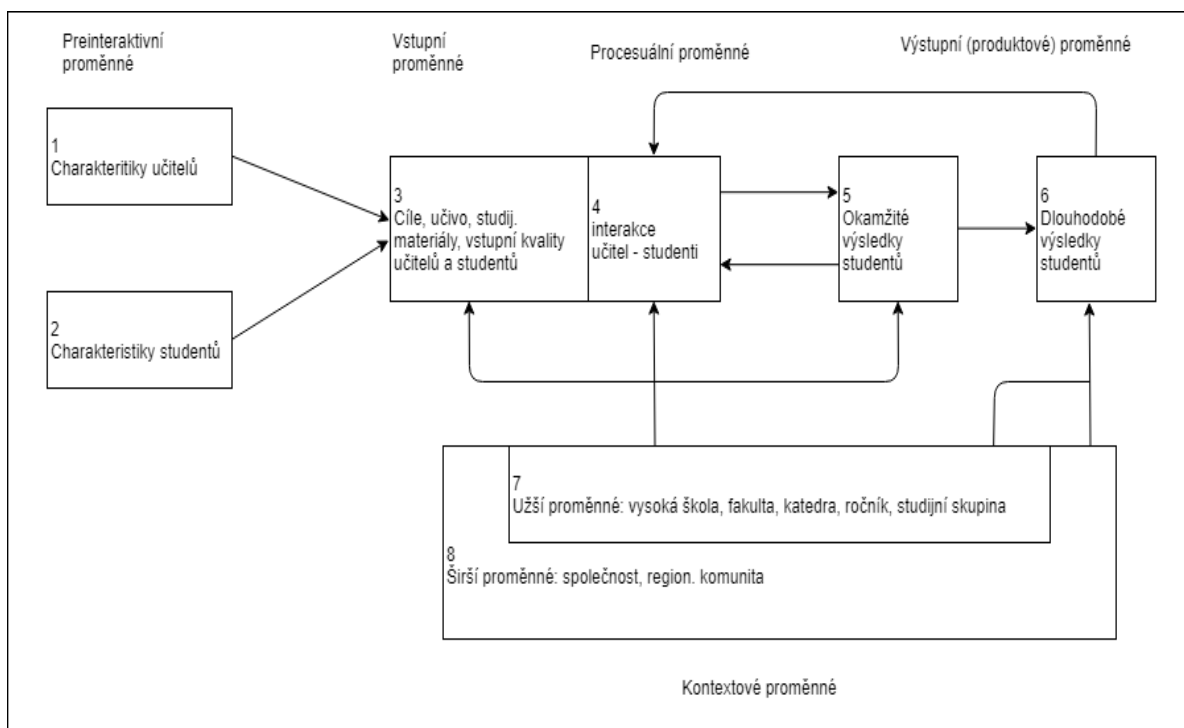 Preinteraktivní
proměnné
Vstupní
proměnné
Procesuální proměnné
Výstupní (produktové) proměnné
1
Charakteritiky učitelů
2
Charakteristiky studentů
3
Cíle, učivo, studij.
materiály, vstupní kvality
učitelů a studentů
4
interakce
učitel - studenti
5
Okamžité
výsledky
studentů
6
Dlouhodobé
výsledky
studentů
7
Užší proměnné: vysoká škola, fakulta, katedra, ročník, studijní skupina
8
Širší proměnné: společnost, region. komunita
Kontextové proměnné